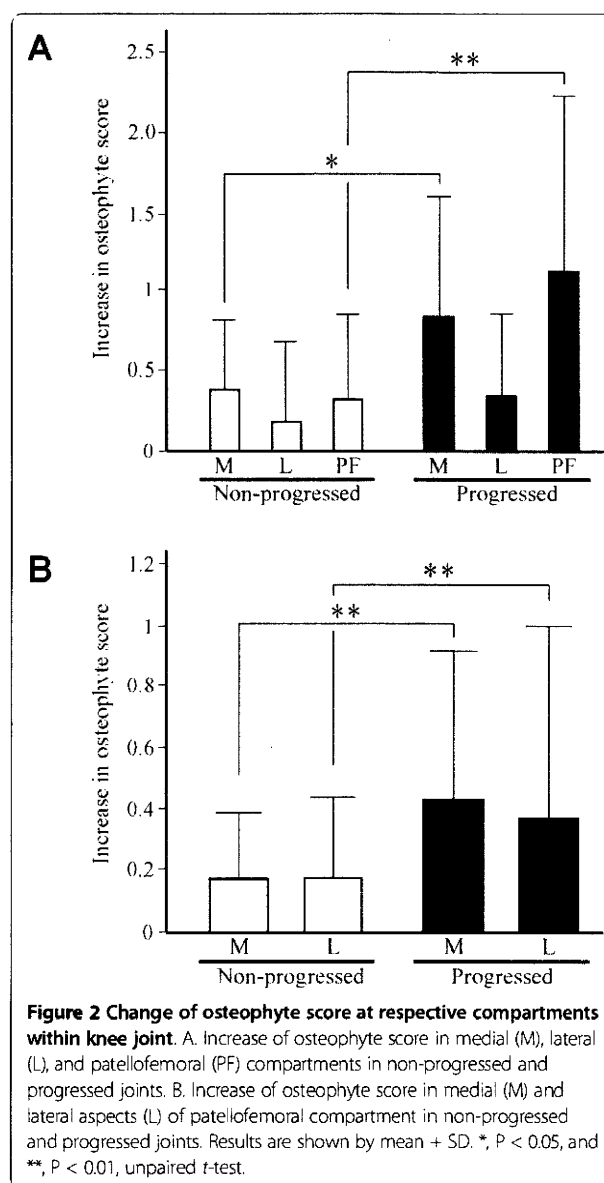 A
2.5
**
2.0
*
1.5
1
0.5
0
Increase in osteophyte score
M L PF M L PF
Non-progressed Progressed
B
1.2
**
**
1
0.8
0.6
0.4
0.2
0
Increase in osteophyte score
M L M L
Non-progressed Progressed
Figure 2 Change of osteophyte score at respective compartments
within knee joint. A. Increase of osteophyte score in medial (M), lateral
(L), and patellofemoral (PF) compartments in non-progressed and
progressed joints. B. Increase of osteophyte score in medial (M) and
lateral aspects (L) of patellofemoral compartment in non-progressed
and progressed joints. Results are shown by mean + SD. *, P < 0.05, and
**, P < 0.01, unpaired t-test.